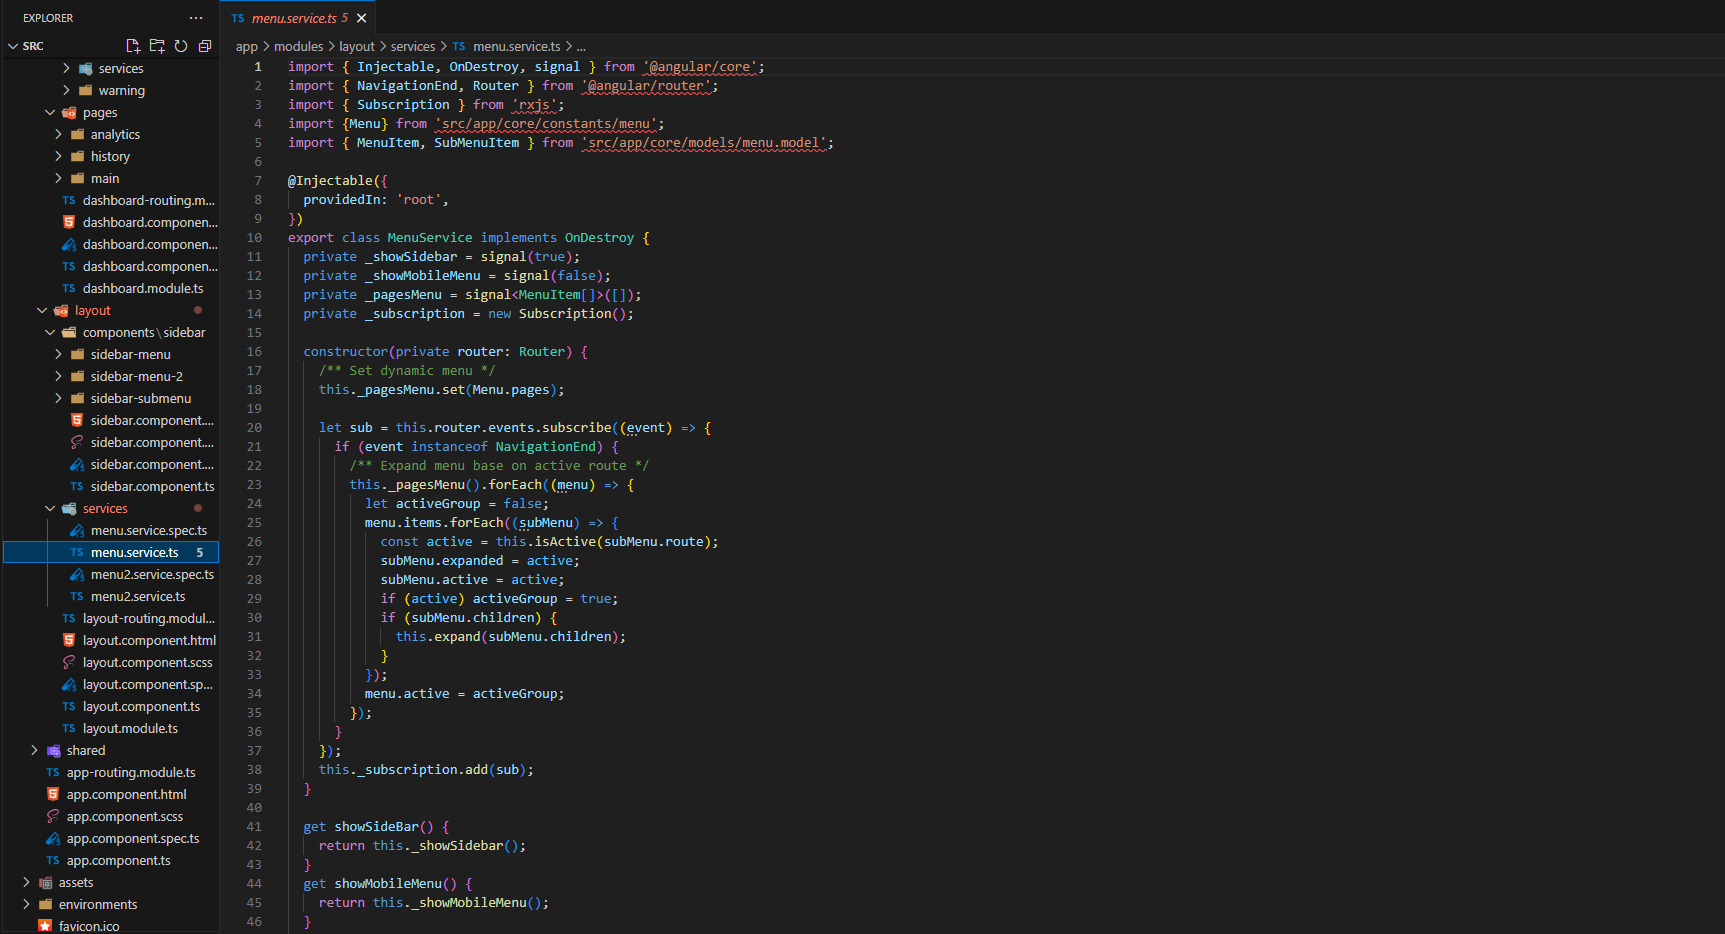 EXPLORER
SRC
services
warning
pages
analytics
history
main
TS dashboard-routing.m...
dashboard.componen...
dashboard.componen...
TS dashboard.componen...
TS dashboard.module.ts
layout
components\sidebar
sidebar-menu
sidebar-menu-2
sidebar-submenu
sidebar.component....
sidebar.component....
sidebar.component....
TS sidebar.component.ts
services
menu.service.spec.ts
TS menu.service.ts 5
menu2.service.spec.ts
TS menu2.service.ts
TS layout-routing.modul...
layout.component.html
layout.component.scss
layout.component.sp...
TS layout.component.ts
TS layout.module.ts
shared
TS app-routing.module.ts
app.component.html
app.component.scss
app.component.spec.ts
TS app.component.ts
assets
environments
favicon.ico
TS menu.service.ts 5
app > modules > layout > services > TS menu.service.ts > ...
1 import { Injectable, OnDestroy, signal } from '@angular/core';
2 import { NavigationEnd, Router } from '@angular/router';
3 import { Subscription } from 'rxjs';
4 import {Menu} from 'src/app/core/constants/menu';
5 import { MenuItem, SubMenuItem } from 'src/app/core/models/menu.model';
6
7 @Injectable({
8 providedIn: 'root',
9 })
10 export class MenuService implements OnDestroy {
11 private _showSidebar = signal(true);
12 private _showMobileMenu = signal(false);
13 private _pagesMenu = signal<MenuItem[]>([]);
14 private _subscription = new Subscription();
15
16 constructor(private router: Router) {
17 /** Set dynamic menu */
18 this._pagesMenu.set(Menu.pages);
19
20 let sub = this.router.events.subscribe((event) => {
21 if (event instanceof NavigationEnd) {
22 /** Expand menu base on active route */
23 this._pagesMenu().forEach((menu) => {
24 let activeGroup = false;
25 menu.items.forEach((subMenu) => {
26 const active = this.isActive(subMenu.route);
27 subMenu.expanded = active;
28 subMenu.active = active;
29 if (active) activeGroup = true;
30 if (subMenu.children) {
31 this.expand(subMenu.children);
32 }
33 });
34 menu.active = activeGroup;
35 });
36 }
37 });
38 this._subscription.add(sub);
39 }
40
41 get showSideBar() {
42 return this._showSidebar();
43 }
44 get showMobileMenu() {
45 return this._showMobileMenu();
46 }